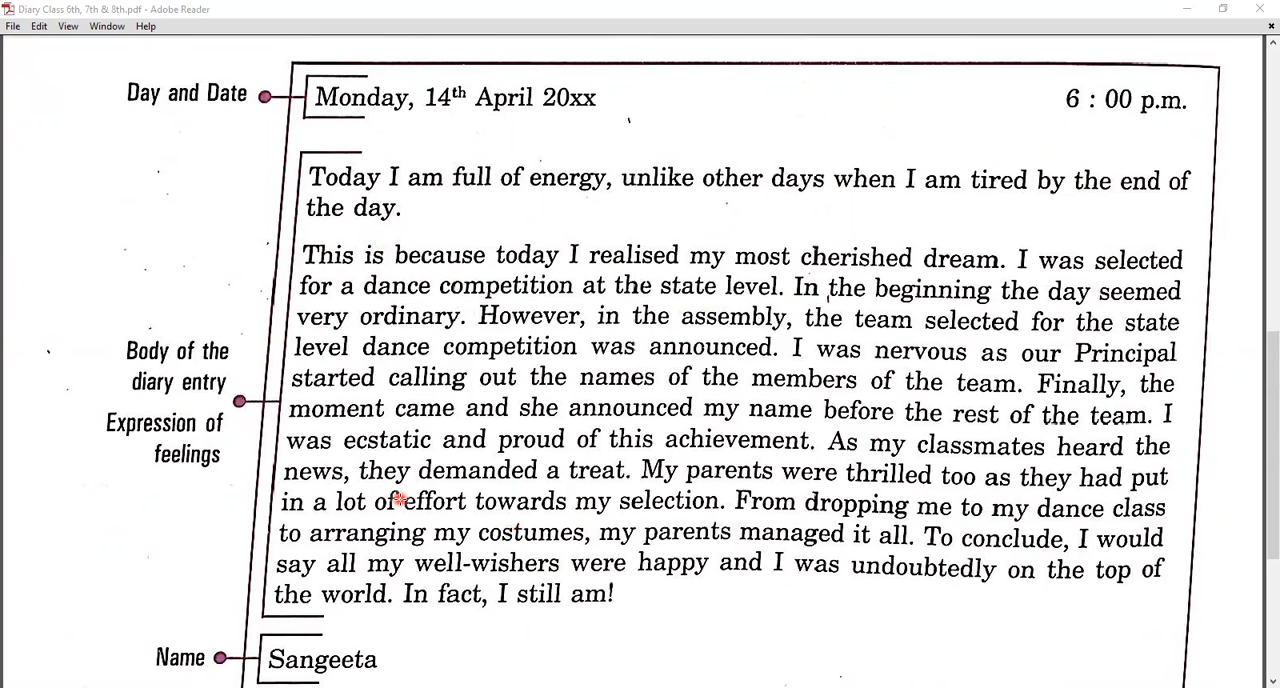 Diary Class 6th, 7th & 8th.pdf - Adobe Reader
File Edit View Window Help
Day and Date
Monday, 14th April 20xx 6 : 00 p.m.
Today I am full of energy, unlike other days when I am tired by the end of
the day.
This is because today I realised my most cherished dream. I was selected
for a dance competition at the state level. In the beginning the day seemed
very ordinary. However, in the assembly, the team selected for the state
level dance competition was announced. I was nervous as our Principal
started calling out the names of the members of the team. Finally, the
moment came and she announced my name before the rest of the team. I
was ecstatic and proud of this achievement. As my classmates heard the
news, they demanded a treat. My parents were thrilled too as they had put
in a lot of effort towards my selection. From dropping me to my dance class
to arranging my costumes, my parents managed it all. To conclude, I would
say all my well-wishers were happy and I was undoubtedly on the top of
the world. In fact, I still am!
Body of the
diary entry
Expression of
feelings
Name
Sangeeta